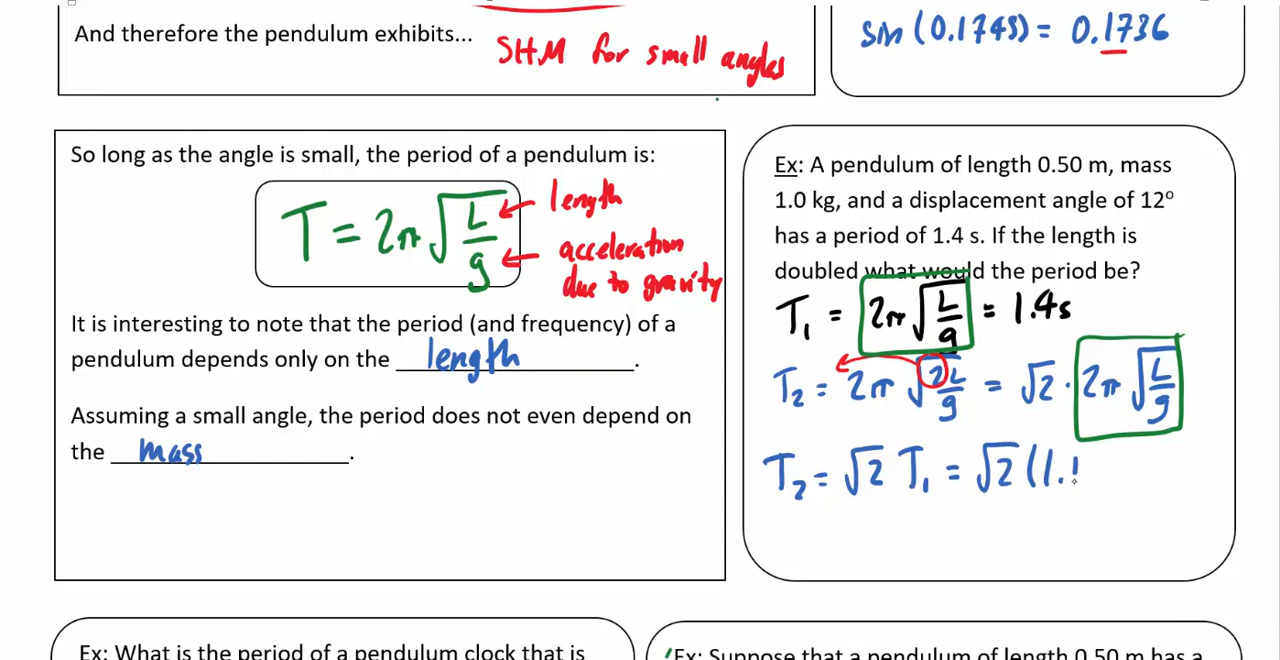 And therefore the pendulum exhibits... SHM for small angles
sin (0.1745) = 0.1736
So long as the angle is small, the period of a pendulum is:
T = 2π √(L/g)
length
acceleration
due to gravity
It is interesting to note that the period (and frequency) of a
pendulum depends only on the length.
Assuming a small angle, the period does not even depend on
the mass.
Ex: A pendulum of length 0.50 m, mass
1.0 kg, and a displacement angle of 12°
has a period of 1.4 s. If the length is
doubled what would the period be?
T₁ = 2π √(L/g) = 1.4s
T₂ = 2π √(2L/g) = √2 · 2π √(L/g)
T₂ = √2 T₁ = √2 (1.
Ex: What is the period of a pendulum clock that is
Ex: Suppose that a pendulum of length 0.50 m has a